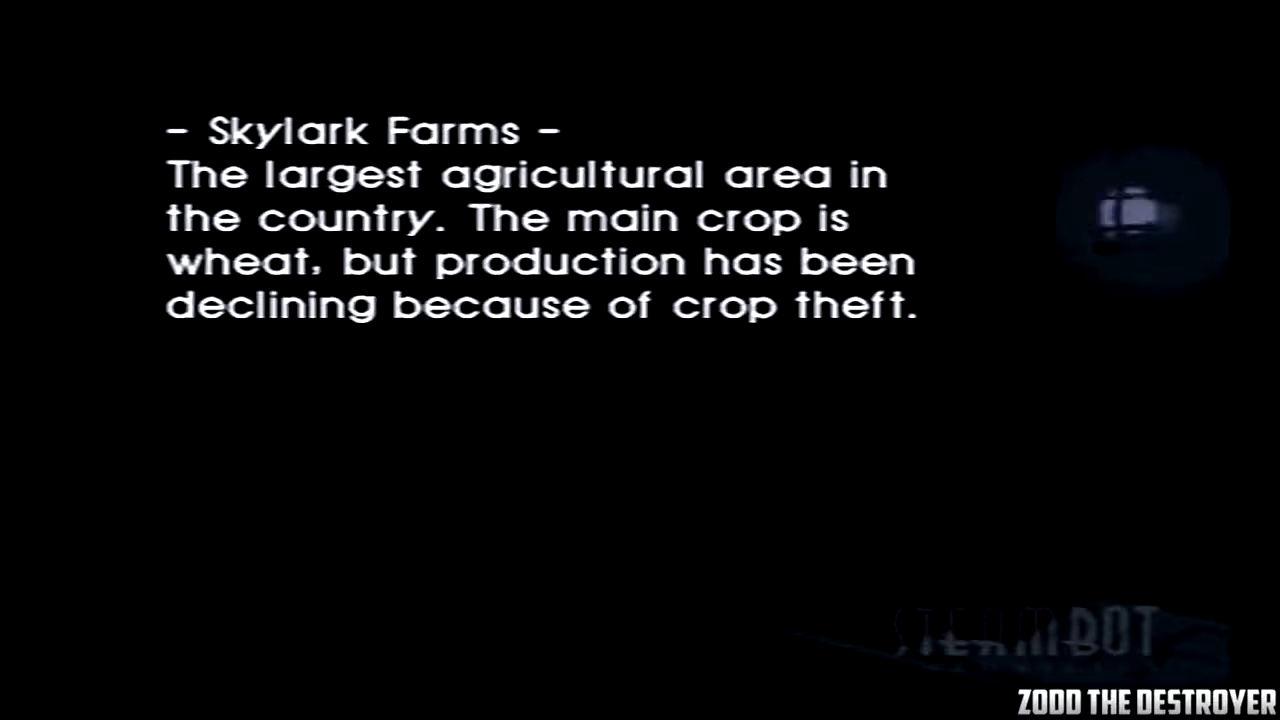 - Skylark Farms -
The largest agricultural area in
the country. The main crop is
wheat, but production has been
declining because of crop theft.
STEAMBOT
ZODD THE DESTROYER